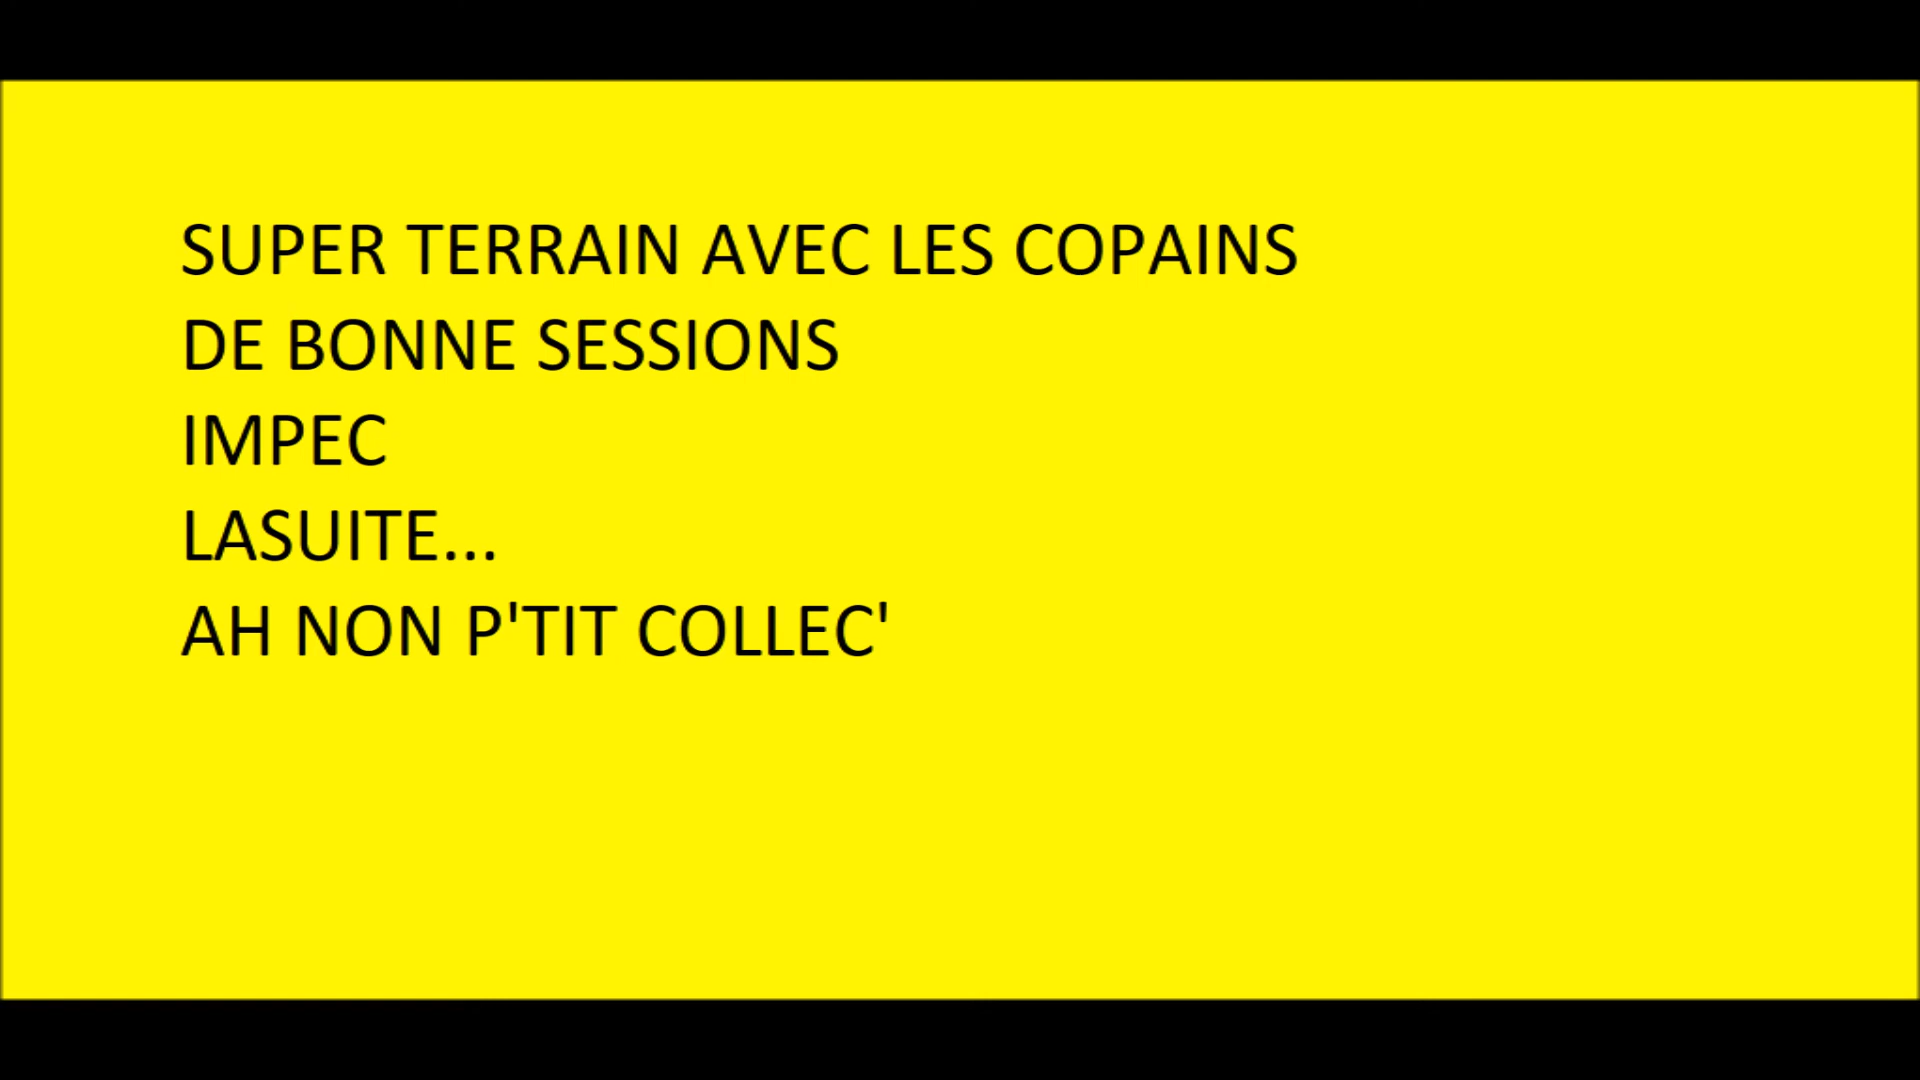 SUPER TERRAIN AVEC LES COPAINS
DE BONNE SESSIONS
IMPEC
LASUITE...
AH NON P'TIT COLLEC'